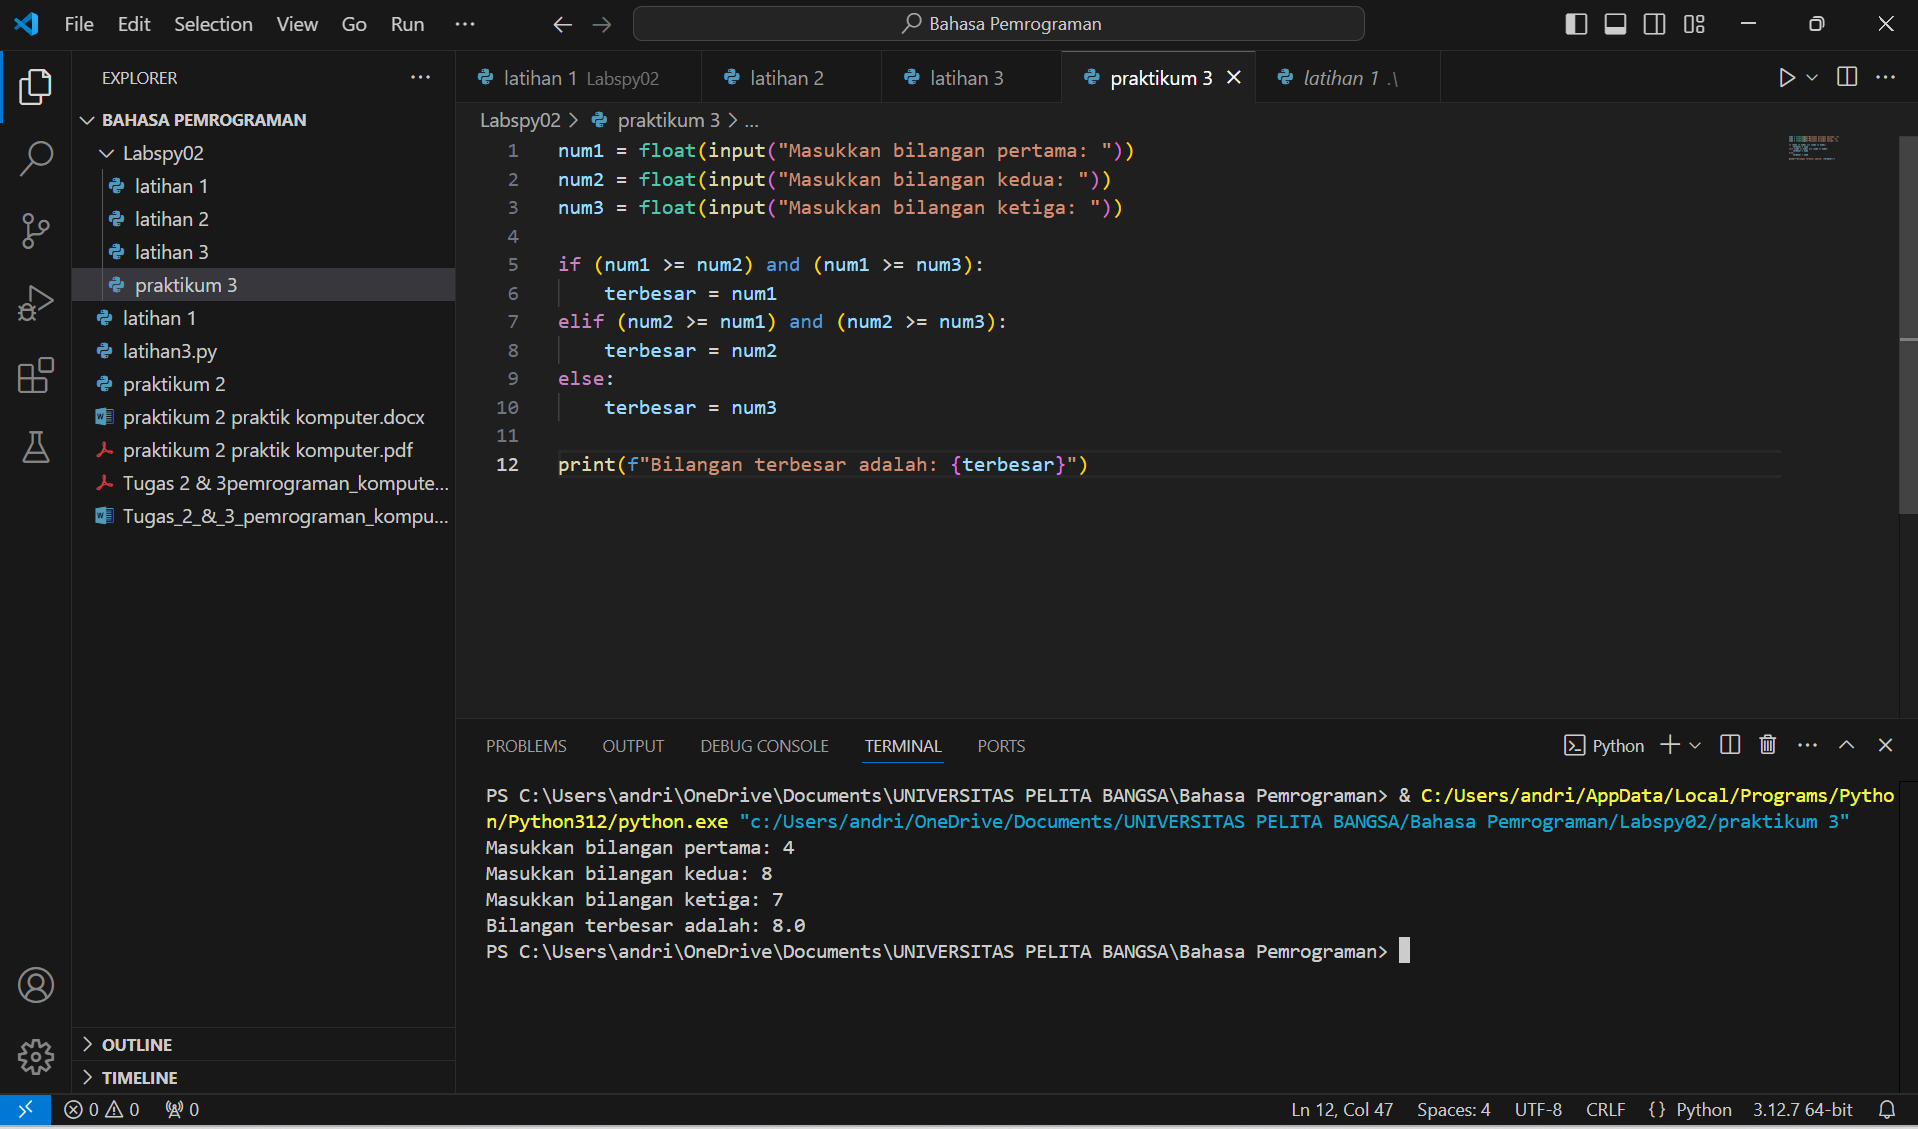 File Edit Selection View Go Run ··· Bahasa Pemrograman
EXPLORER ···
BAHASA PEMROGRAMAN
Labspy02
latihan 1
latihan 2
latihan 3
praktikum 3
latihan 1
latihan3.py
praktikum 2
praktikum 2 praktik komputer.docx
praktikum 2 praktik komputer.pdf
Tugas 2 & 3pemrograman_kompute...
Tugas_2_&_3_pemrograman_kompu...
OUTLINE
TIMELINE
latihan 1 Labspy02 latihan 2 latihan 3 praktikum 3 latihan 1 .\
Labspy02 > praktikum 3 > ...
1 num1 = float(input("Masukkan bilangan pertama: "))
2 num2 = float(input("Masukkan bilangan kedua: "))
3 num3 = float(input("Masukkan bilangan ketiga: "))
4
5 if (num1 >= num2) and (num1 >= num3):
6     terbesar = num1
7 elif (num2 >= num1) and (num2 >= num3):
8     terbesar = num2
9 else:
10     terbesar = num3
11
12 print(f"Bilangan terbesar adalah: {terbesar}")
PROBLEMS OUTPUT DEBUG CONSOLE TERMINAL PORTS Python
PS C:\Users\andri\OneDrive\Documents\UNIVERSITAS PELITA BANGSA\Bahasa Pemrograman> & C:/Users/andri/AppData/Local/Programs/Pytho
n/Python312/python.exe "c:/Users/andri/OneDrive/Documents/UNIVERSITAS PELITA BANGSA/Bahasa Pemrograman/Labspy02/praktikum 3"
Masukkan bilangan pertama: 4
Masukkan bilangan kedua: 8
Masukkan bilangan ketiga: 7
Bilangan terbesar adalah: 8.0
PS C:\Users\andri\OneDrive\Documents\UNIVERSITAS PELITA BANGSA\Bahasa Pemrograman>
0 0 0 Ln 12, Col 47 Spaces: 4 UTF-8 CRLF {} Python 3.12.7 64-bit